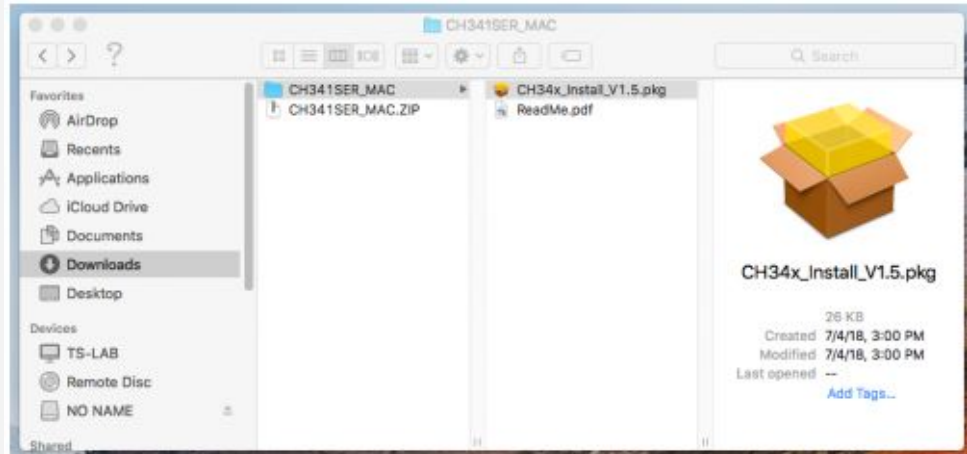 CH341SER_MAC
Search
Favorites
AirDrop
Recents
Applications
iCloud Drive
Documents
Downloads
Desktop
Devices
TS-LAB
Remote Disc
NO NAME
Shared
CH341SER_MAC
CH341SER_MAC.ZIP
CH34x_Install_V1.5.pkg
ReadMe.pdf
CH34x_Install_V1.5.pkg
26 KB
Created 7/4/18, 3:00 PM
Modified 7/4/18, 3:00 PM
Last opened --
Add Tags...